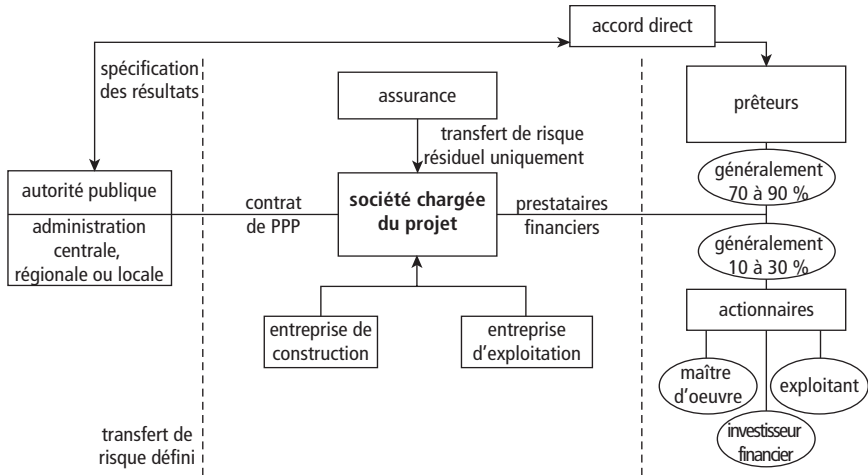 accord direct
spécification
des résultats
assurance
prêteurs
transfert de risque
résiduel uniquement
généralement
70 à 90 %
autorité publique
administration
centrale,
régionale ou locale
contrat
de PPP
société chargée
du projet
prestataires
financiers
généralement
10 à 30 %
actionnaires
entreprise de
construction
entreprise
d'exploitation
maître
d'oeuvre
exploitant
investisseur
financier
transfert de
risque défini